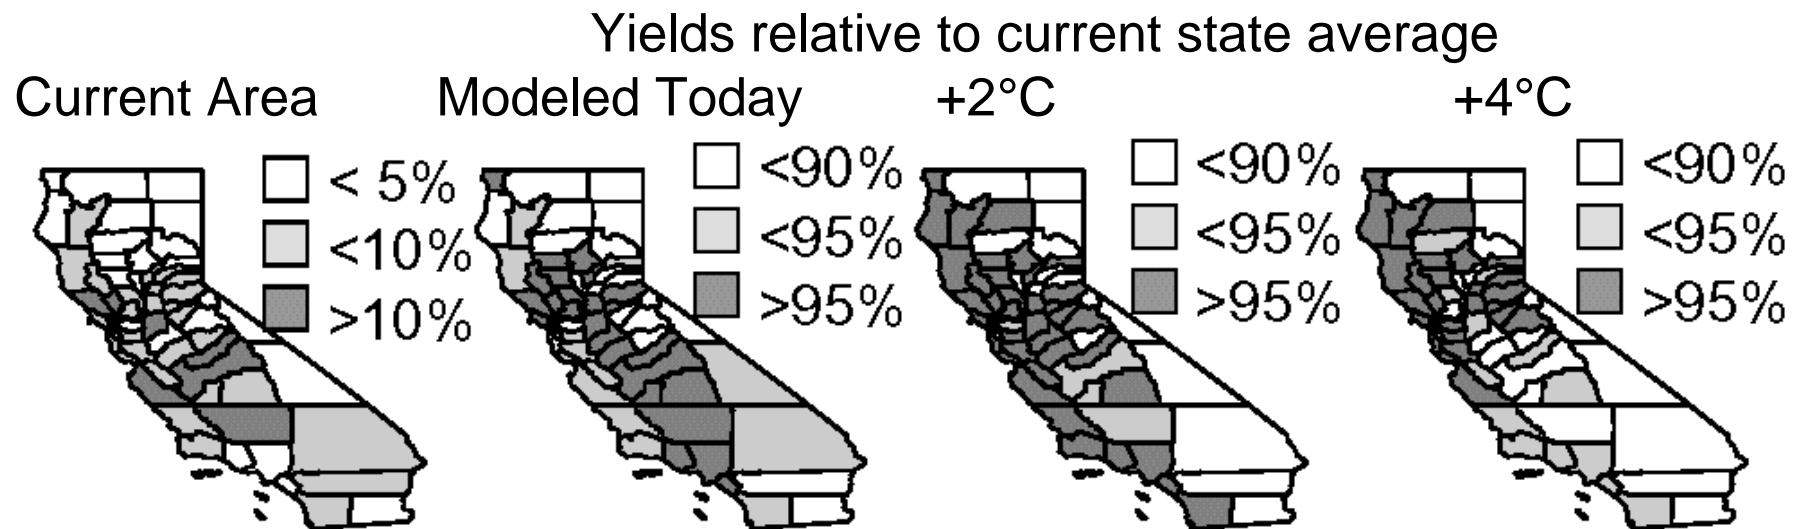 Yields relative to current state average
Current Area Modeled Today +2°C +4°C
< 5% <90% <90% <90%
<10% <95% <95% <95%
>10% >95% >95% >95%